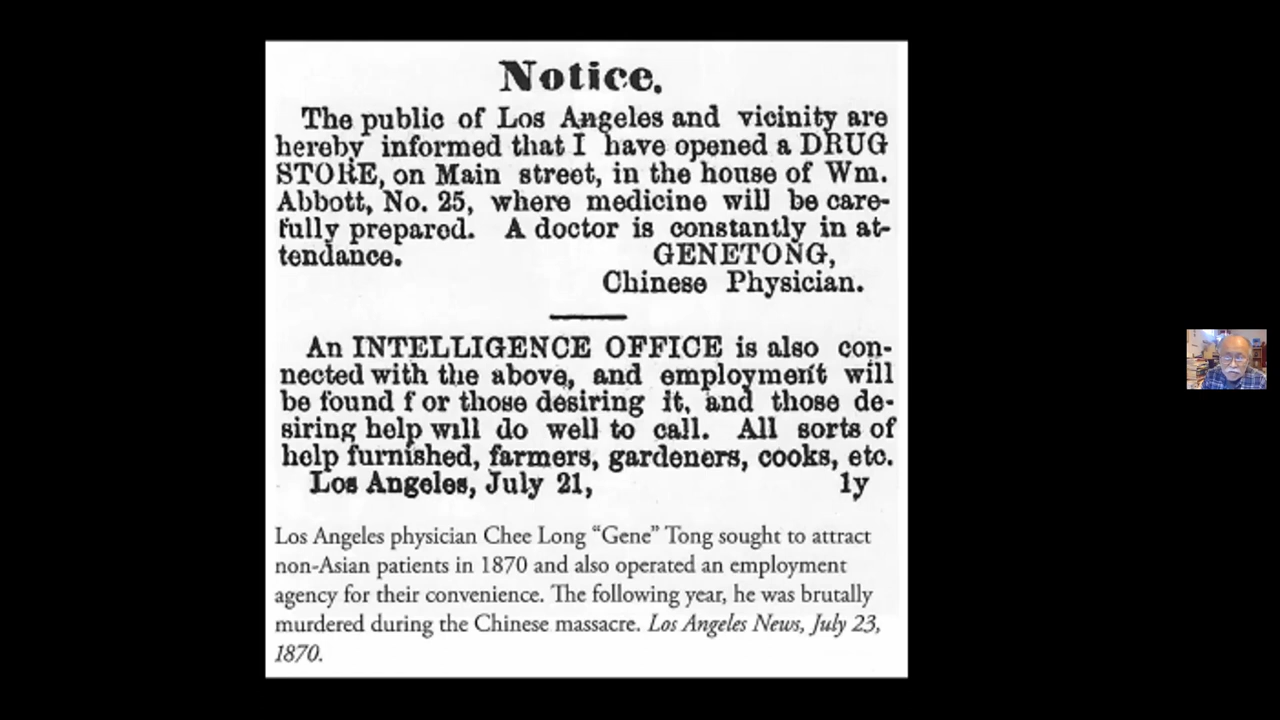 Notice.
The public of Los Angeles and vicinity are
hereby informed that I have opened a DRUG
STORE, on Main street, in the house of Wm.
Abbott, No. 25, where medicine will be care-
fully prepared. A doctor is constantly in at-
tendance. GENETONG,
Chinese Physician.
An INTELLIGENCE OFFICE is also con-
nected with the above, and employment will
be found f or those desiring it, and those de-
siring help will do well to call. All sorts of
help furnished, farmers, gardeners, cooks, etc.
Los Angeles, July 21, 1y
Los Angeles physician Chee Long “Gene” Tong sought to attract
non-Asian patients in 1870 and also operated an employment
agency for their convenience. The following year, he was brutally
murdered during the Chinese massacre. Los Angeles News, July 23,
1870.